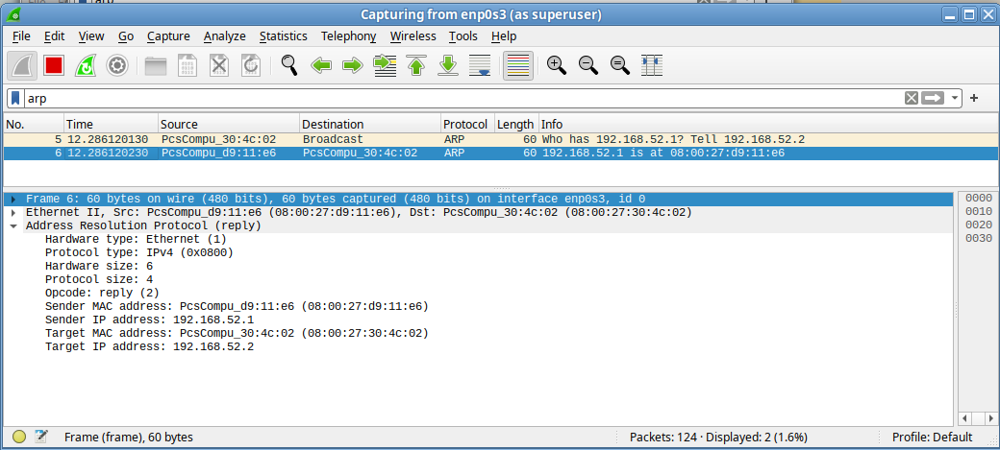 Capturing from enp0s3 (as superuser)
File Edit View Go Capture Analyze Statistics Telephony Wireless Tools Help
arp
No. Time Source Destination Protocol Length Info
5 12.286120130 PcsCompu_30:4c:02 Broadcast ARP 60 Who has 192.168.52.1? Tell 192.168.52.2
6 12.286120230 PcsCompu_d9:11:e6 PcsCompu_30:4c:02 ARP 60 192.168.52.1 is at 08:00:27:d9:11:e6
Frame 6: 60 bytes on wire (480 bits), 60 bytes captured (480 bits) on interface enp0s3, id 0
Ethernet II, Src: PcsCompu_d9:11:e6 (08:00:27:d9:11:e6), Dst: PcsCompu_30:4c:02 (08:00:27:30:4c:02)
Address Resolution Protocol (reply)
Hardware type: Ethernet (1)
Protocol type: IPv4 (0x0800)
Hardware size: 6
Protocol size: 4
Opcode: reply (2)
Sender MAC address: PcsCompu_d9:11:e6 (08:00:27:d9:11:e6)
Sender IP address: 192.168.52.1
Target MAC address: PcsCompu_30:4c:02 (08:00:27:30:4c:02)
Target IP address: 192.168.52.2
0000
0010
0020
0030
Frame (frame), 60 bytes
Packets: 124 · Displayed: 2 (1.6%)
Profile: Default